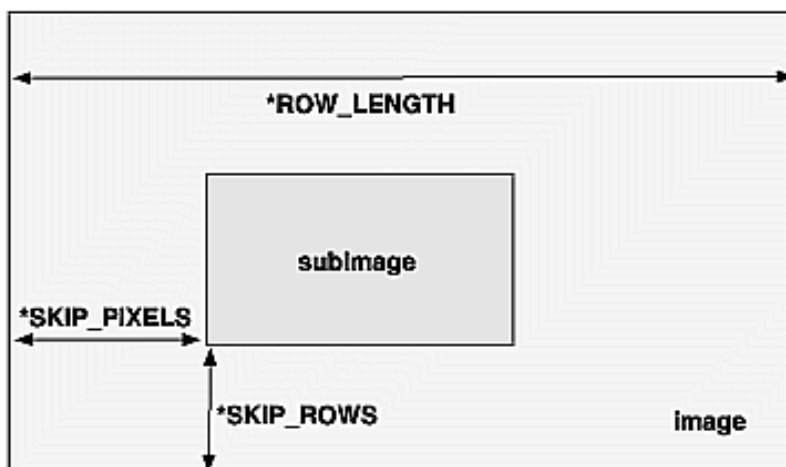 *ROW_LENGTH
subimage
*SKIP_PIXELS
*SKIP_ROWS
image